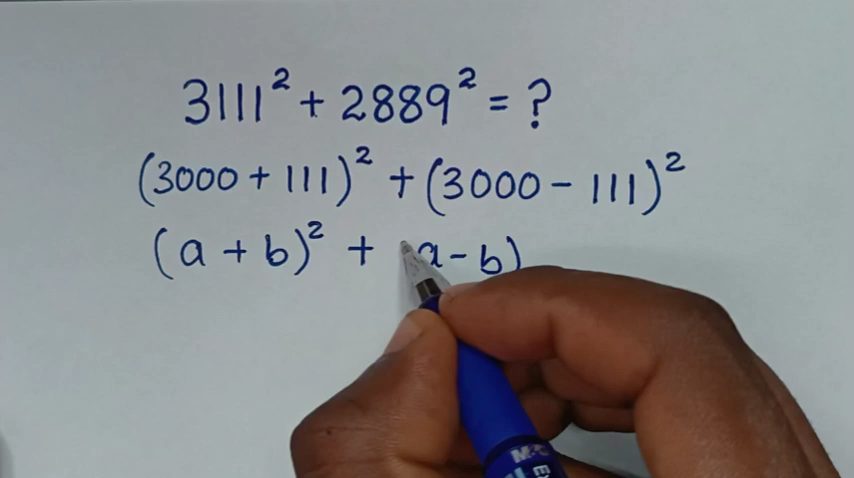 3111² + 2889² = ?
(3000 + 111)² + (3000 - 111)²
(a + b)² + a - b)